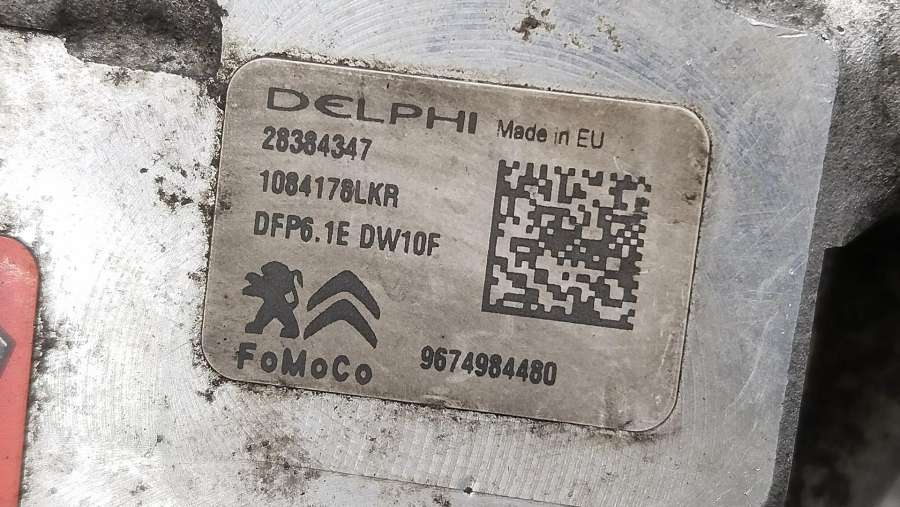 DELPHI Made in EU
28384347
1084178LKR
DFP6.1E DW10F
FoMoCo 9674984480